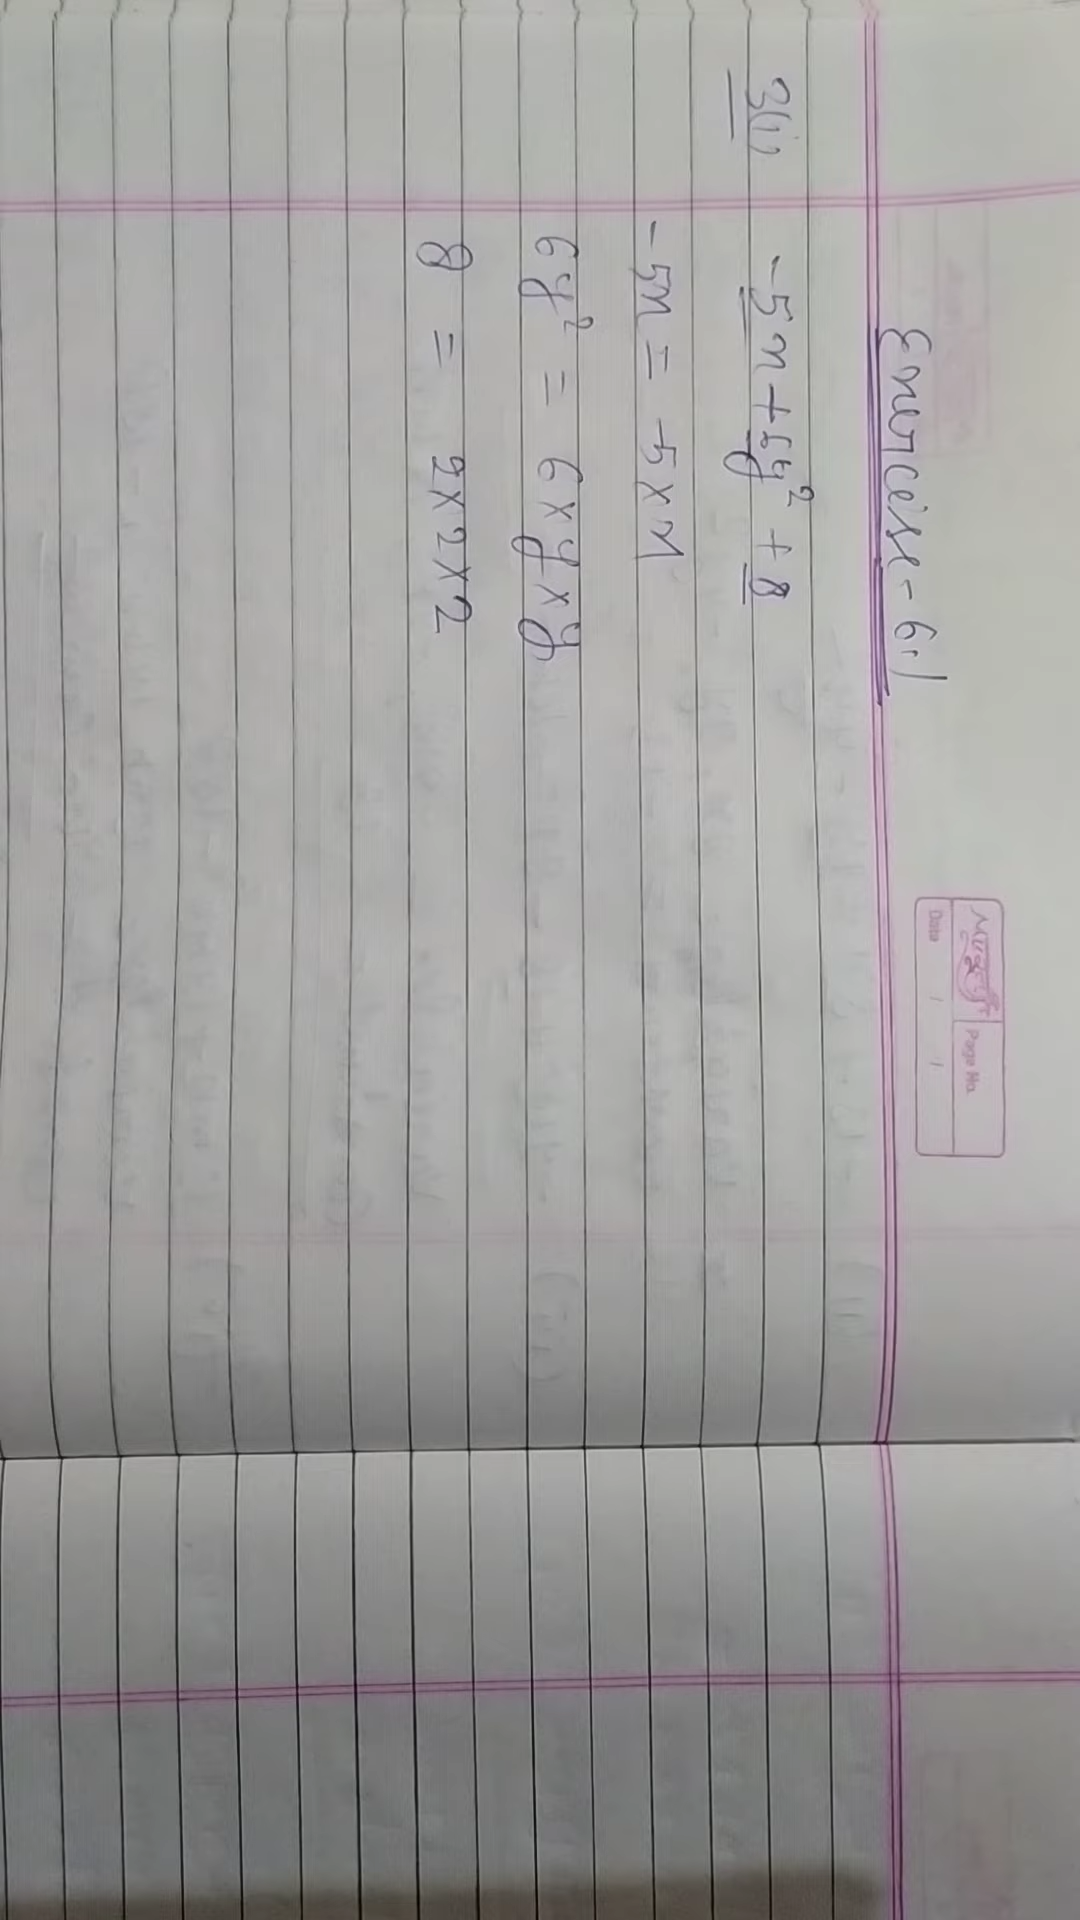 Exercise - 6.1
Page No.
Date / /
3(i) -5x + 6y² + 8
-5x = -5 × x
6y² = 6 × y × y
8 = 2 × 2 × 2